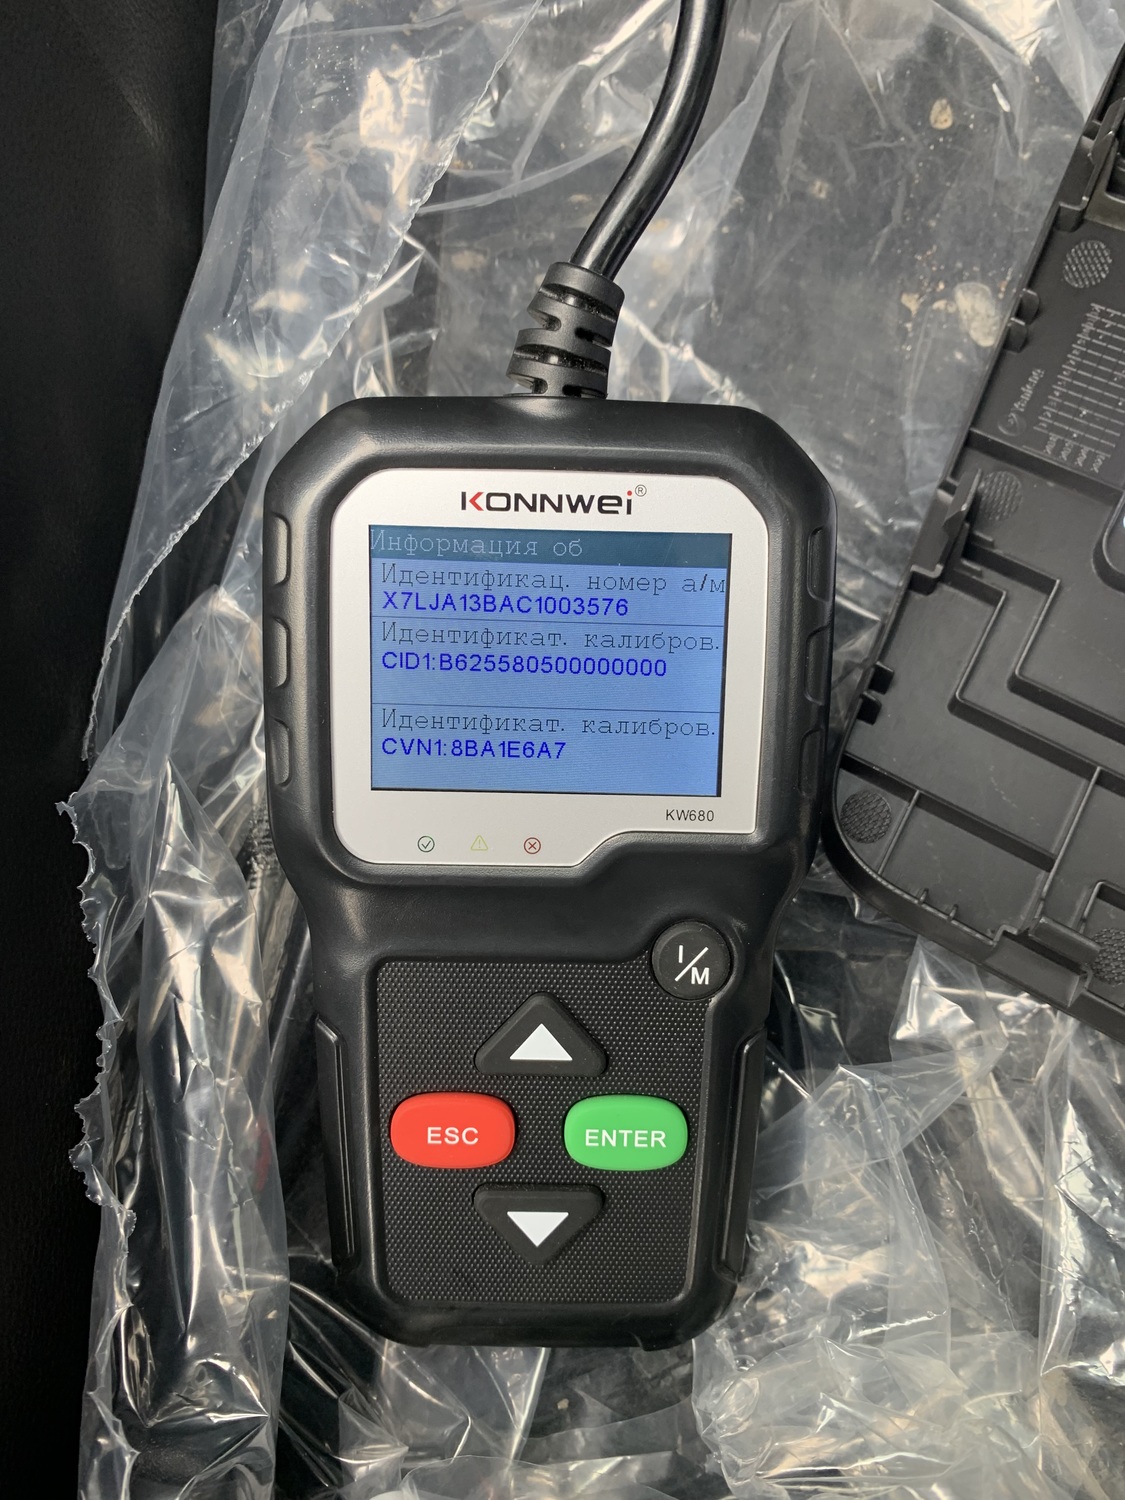 KONNWEI®
Информация об
Идентификац. номер а/м
X7LJA13BAC1003576
Идентификат. калибров.
CID1:B625580500000000
Идентификат. калибров.
CVN1:8BA1E6A7
KW680
I/M
ESC
ENTER